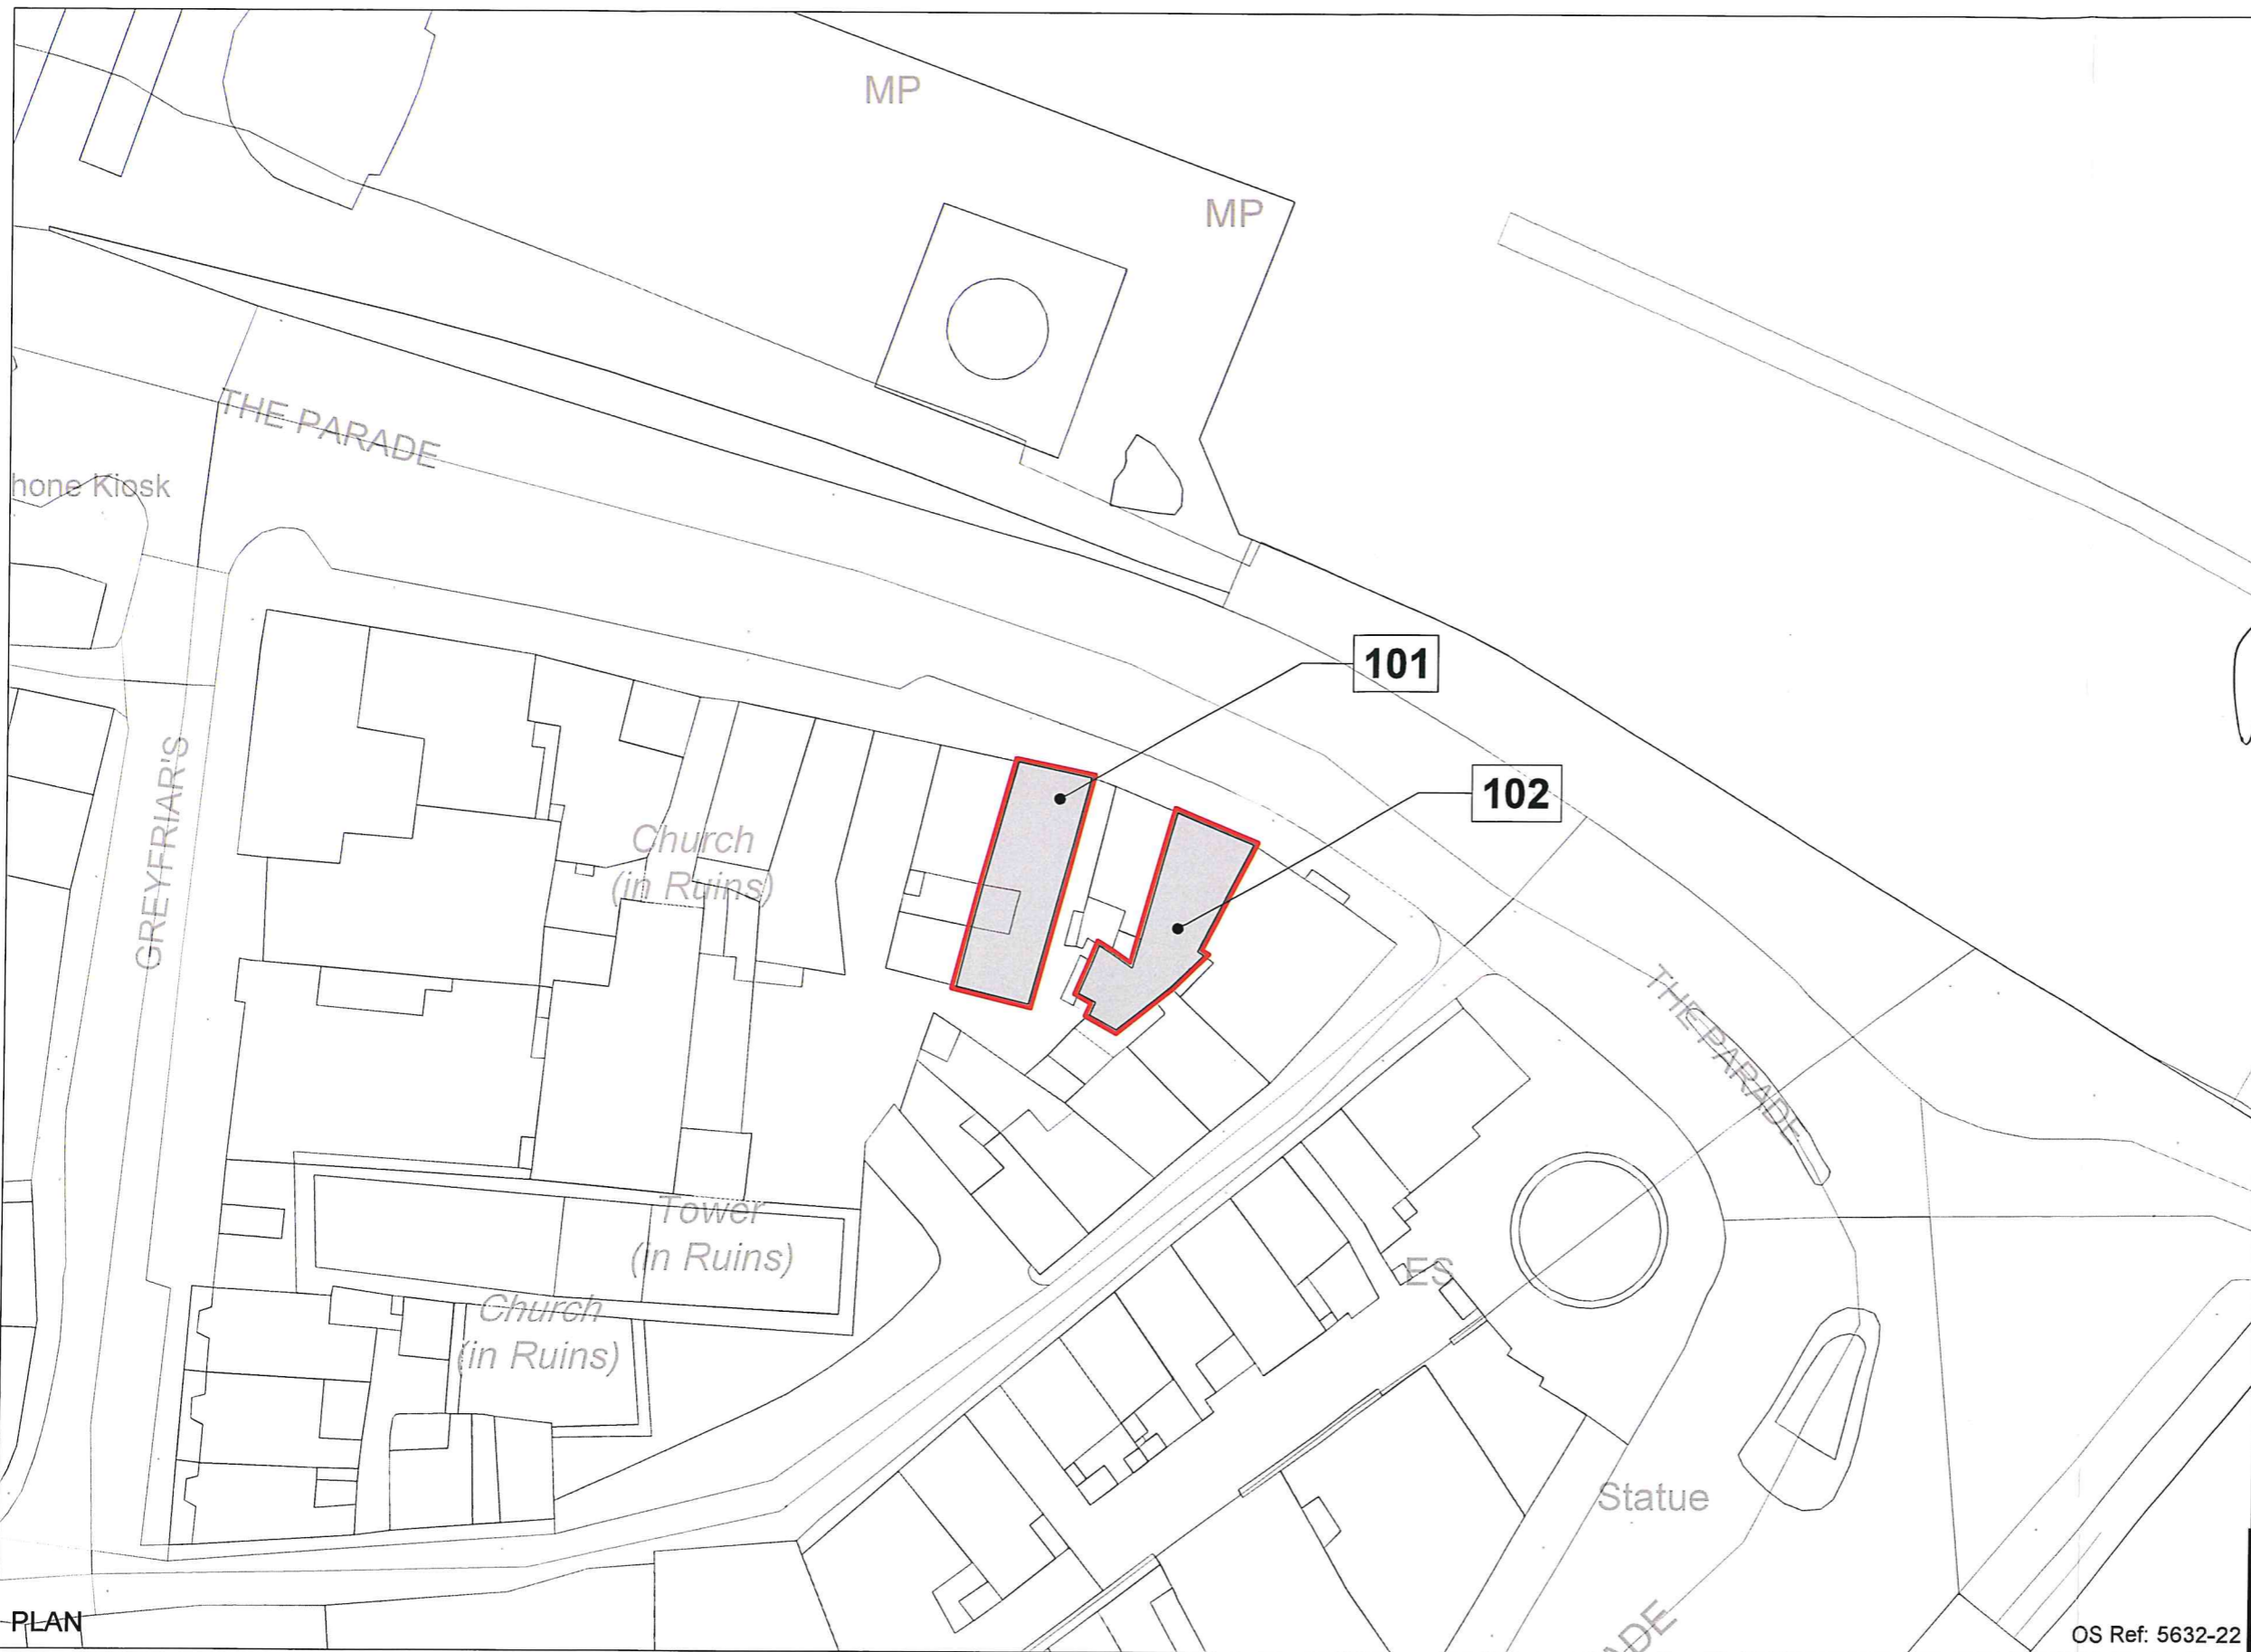 MP
MP
THE PARADE
hone Kiosk
101
102
GREYFRIAR'S
Church
(in Ruins)
THE PARADE
Tower
(in Ruins)
ES
Church
(in Ruins)
Statue
ADE
PLAN
OS Ref: 5632-22